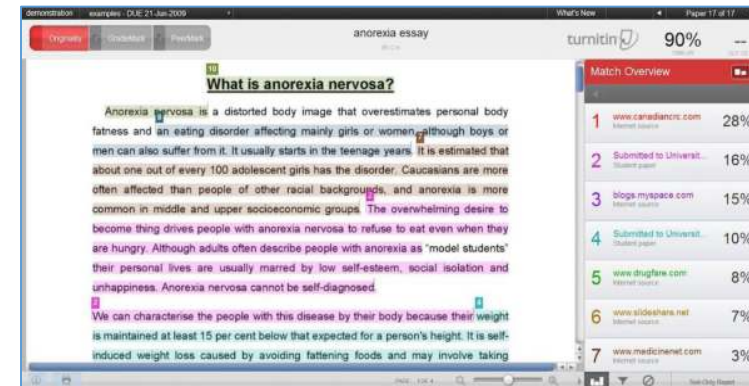 demonstration examples - DUE 21-Jun-2009 What's New Paper 17 of 17
Originality GradeMark PeerMark
anorexia essay
turnitin 90% --
What is anorexia nervosa?
10
Anorexia nervosa is a distorted body image that overestimates personal body
fatness and an eating disorder affecting mainly girls or women, although boys or
men can also suffer from it. It usually starts in the teenage years. It is estimated that
about one out of every 100 adolescent girls has the disorder. Caucasians are more
often affected than people of other racial backgrounds, and anorexia is more
common in middle and upper socioeconomic groups. The overwhelming desire to
become thing drives people with anorexia nervosa to refuse to eat even when they
are hungry. Although adults often describe people with anorexia as "model students"
their personal lives are usually marred by low self-esteem, social isolation and
unhappiness. Anorexia nervosa cannot be self-diagnosed.
We can characterise the people with this disease by their body because their weight
is maintained at least 15 per cent below that expected for a person's height. It is self-
induced weight loss caused by avoiding fattening foods and may involve taking
PAGE: 1 OF 4
Match Overview
1 www.canadiancrc.com 28%
Internet source
2 Submitted to Universit... 16%
Student paper
3 blogs.myspace.com 15%
Internet source
4 Submitted to Universit... 10%
Student paper
5 www.drugfare.com 8%
Internet source
6 www.slideshare.net 7%
Internet source
7 www.medicinenet.com 3%
Internet source
Text-Only Report